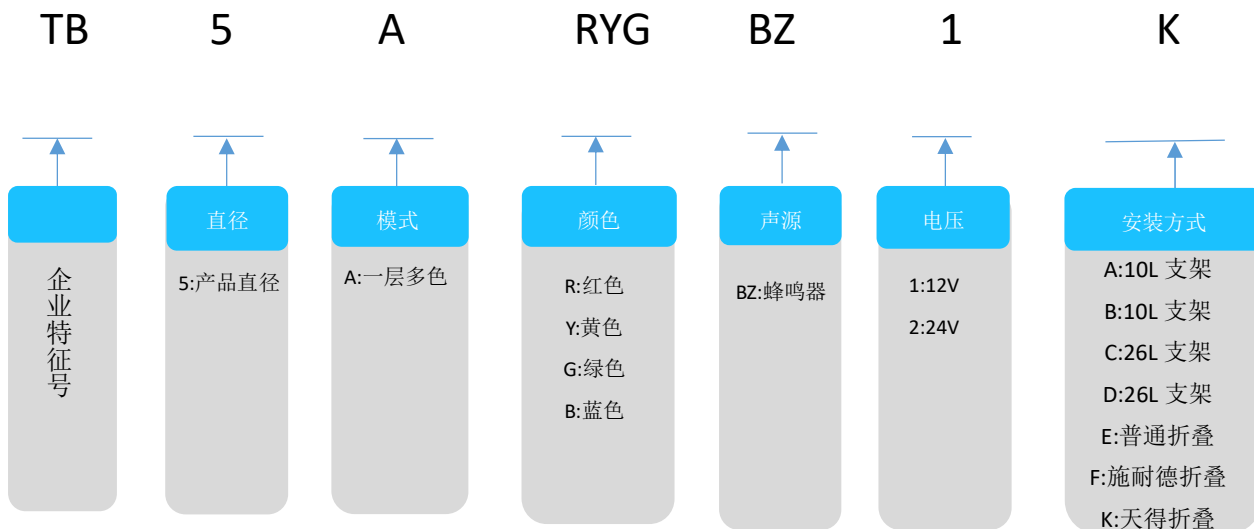 TB 5 A RYG BZ 1 K
直径 模式 颜色 声源 电压 安装方式
企业特征号
5:产品直径
A:一层多色
R:红色
Y:黄色
G:绿色
B:蓝色
BZ:蜂鸣器
1:12V
2:24V
A:10L 支架
B:10L 支架
C:26L 支架
D:26L 支架
E:普通折叠
F:施耐德折叠
K:天得折叠